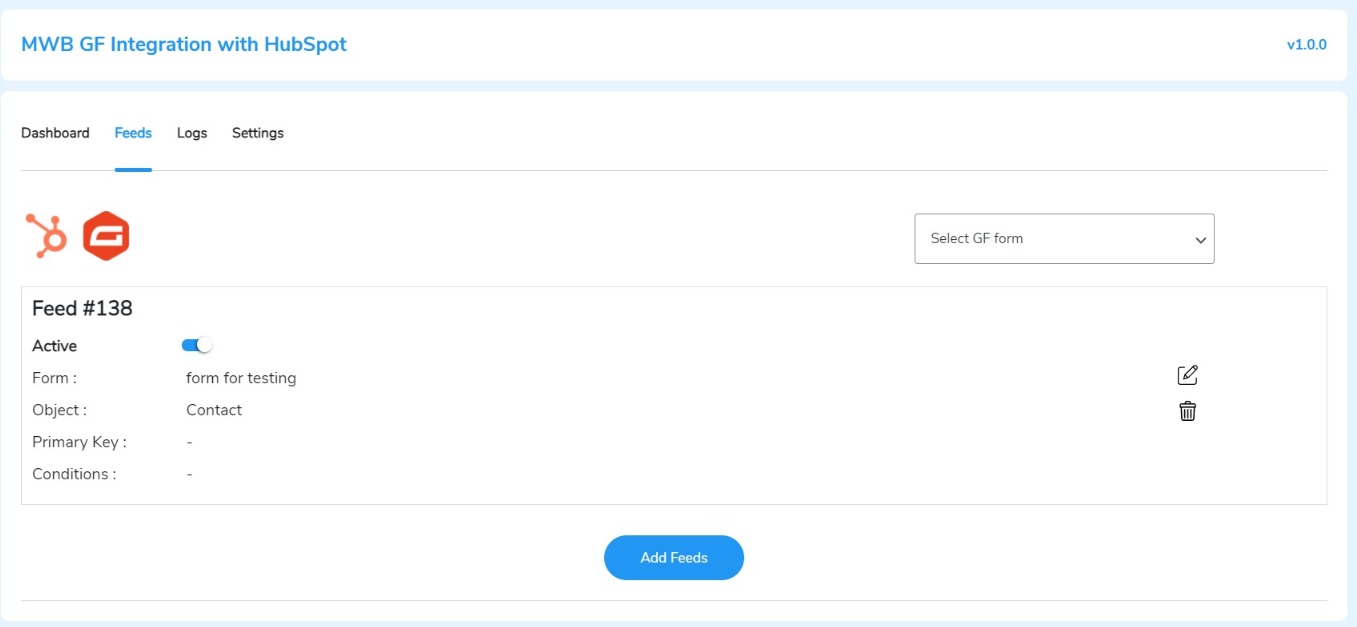 MWB GF Integration with HubSpot
v1.0.0
Dashboard Feeds Logs Settings
Select GF form
Feed #138
Active
Form : form for testing
Object : Contact
Primary Key : -
Conditions : -
Add Feeds